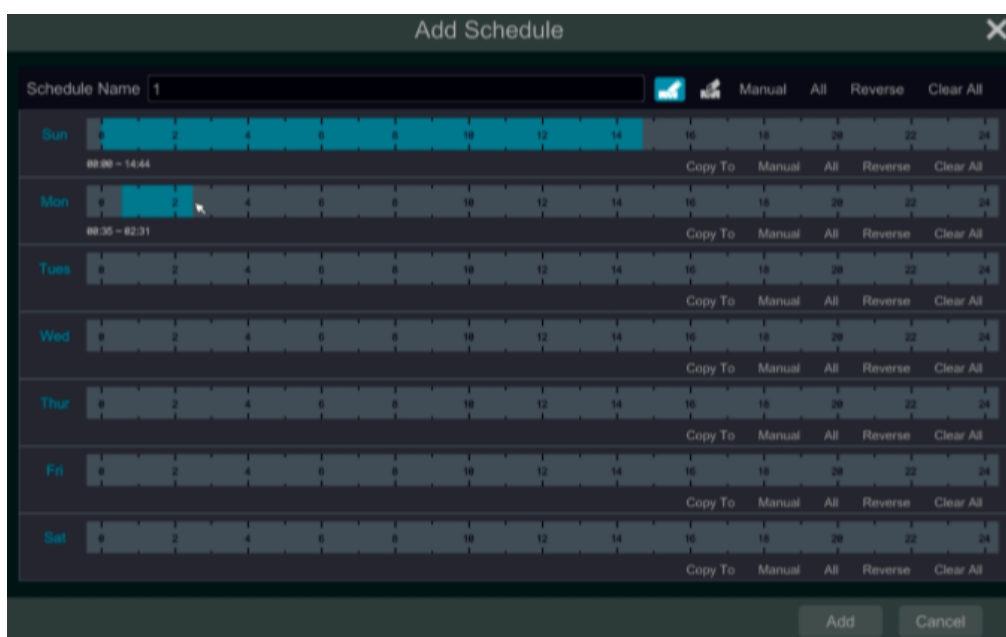 Add Schedule
Schedule Name 1 Manual All Reverse Clear All
Sun 0 2 4 6 8 10 12 14 16 18 20 22 24
00:00 ~ 14:44 Copy To Manual All Reverse Clear All
Mon 0 2 4 6 8 10 12 14 16 18 20 22 24
00:35 ~ 02:31 Copy To Manual All Reverse Clear All
Tues 0 2 4 6 8 10 12 14 16 18 20 22 24
Copy To Manual All Reverse Clear All
Wed 0 2 4 6 8 10 12 14 16 18 20 22 24
Copy To Manual All Reverse Clear All
Thur 0 2 4 6 8 10 12 14 16 18 20 22 24
Copy To Manual All Reverse Clear All
Fri 0 2 4 6 8 10 12 14 16 18 20 22 24
Copy To Manual All Reverse Clear All
Sat 0 2 4 6 8 10 12 14 16 18 20 22 24
Copy To Manual All Reverse Clear All
Add Cancel